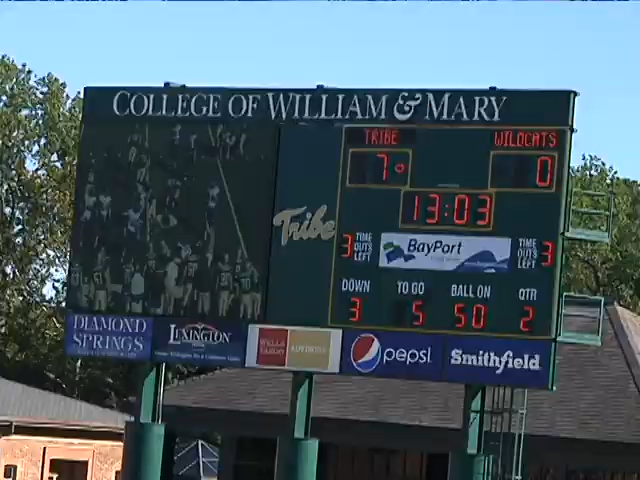 COLLEGE OF WILLIAM & MARY
TRIBE WILDCATS
7 0
13:03
Tribe
3 TIME OUTS LEFT BayPort TIME OUTS LEFT 3
DOWN TO GO BALL ON QTR
3 5 50 2
DIAMOND SPRINGS
LEXINGTON
WELLS FARGO ADVISORS
pepsi
Smithfield